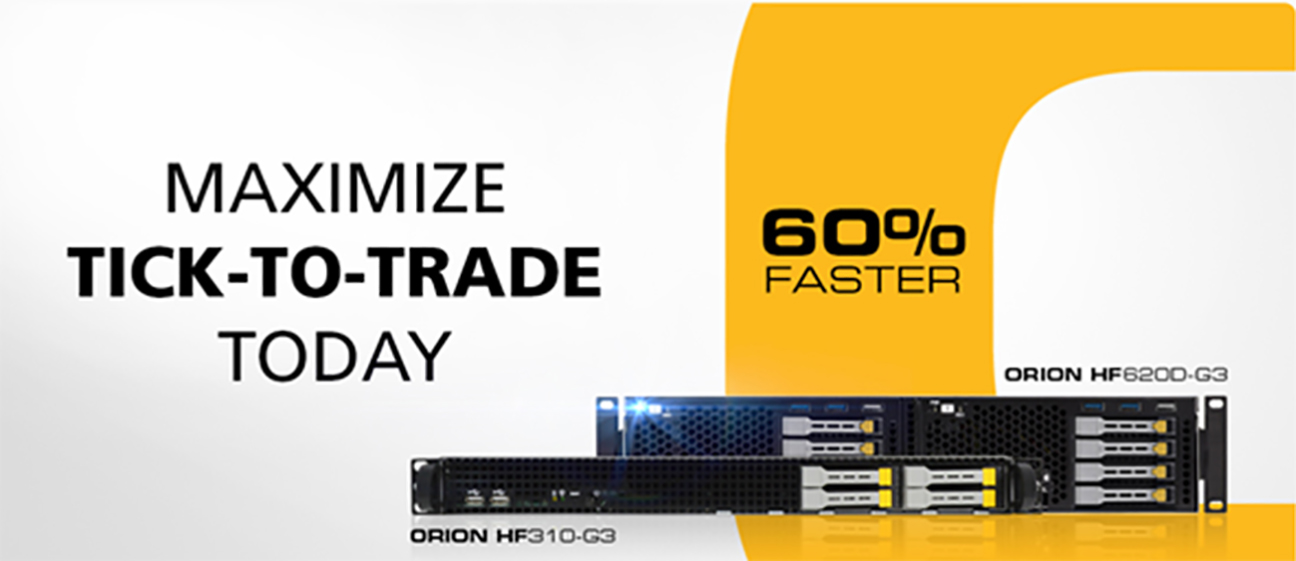 MAXIMIZE
TICK-TO-TRADE
TODAY
60%
FASTER
ORION HF620D-G3
ORION HF310-G3